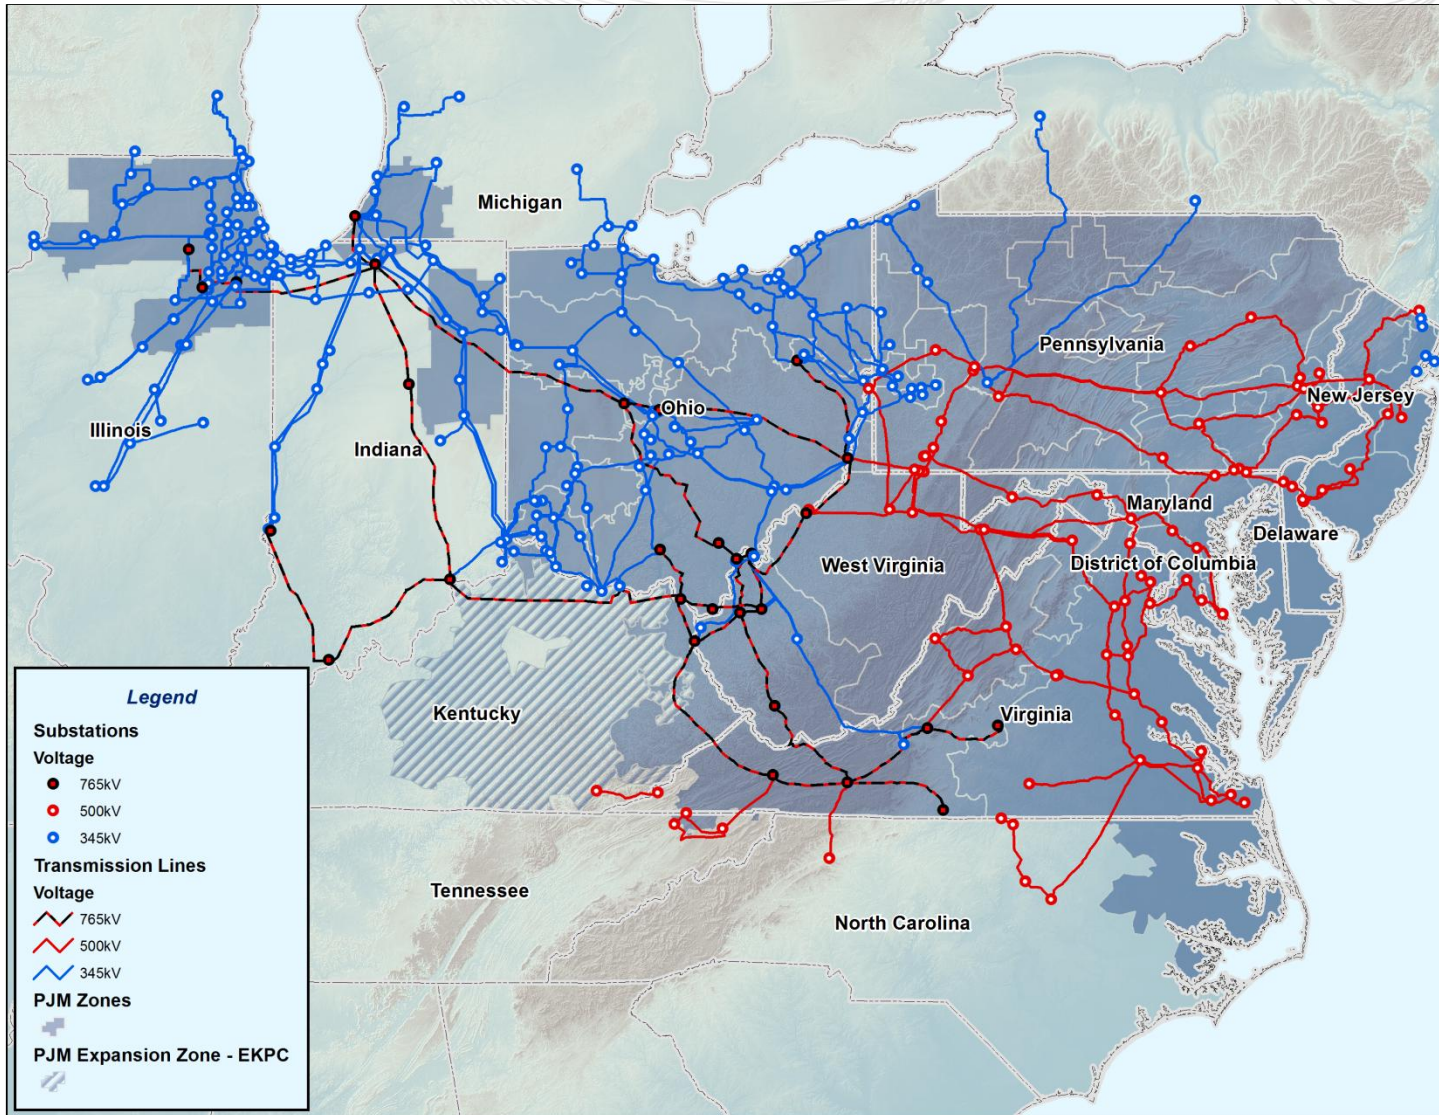 Michigan
Pennsylvania
New Jersey
Ohio
Illinois
Indiana
Maryland
Delaware
West Virginia
District of Columbia
Kentucky
Virginia
Tennessee
North Carolina
Legend
Substations
Voltage
765kV
500kV
345kV
Transmission Lines
Voltage
765kV
500kV
345kV
PJM Zones
PJM Expansion Zone - EKPC